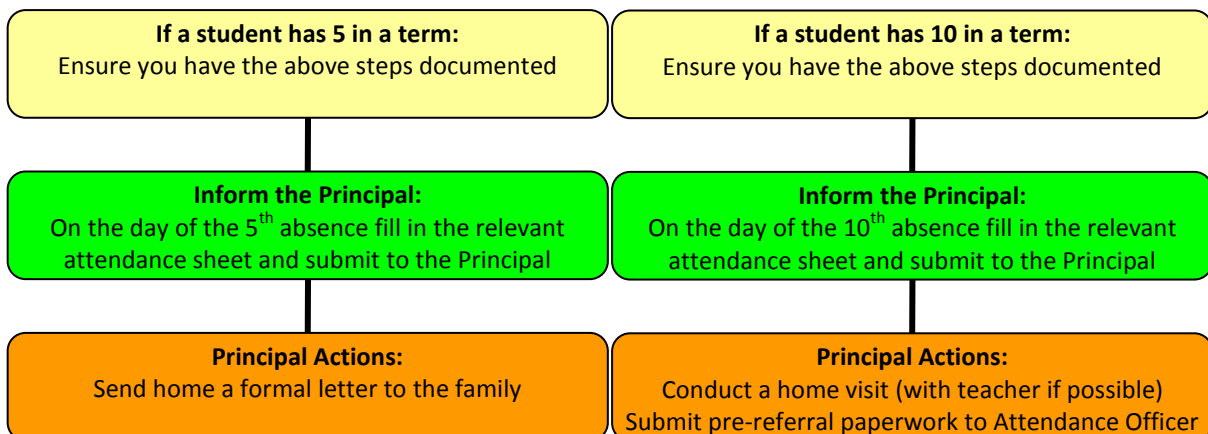 If a student has 5 in a term:
Ensure you have the above steps documented
Inform the Principal:
On the day of the 5th absence fill in the relevant
attendance sheet and submit to the Principal
Principal Actions:
Send home a formal letter to the family
If a student has 10 in a term:
Ensure you have the above steps documented
Inform the Principal:
On the day of the 10th absence fill in the relevant
attendance sheet and submit to the Principal
Principal Actions:
Conduct a home visit (with teacher if possible)
Submit pre-referral paperwork to Attendance Officer